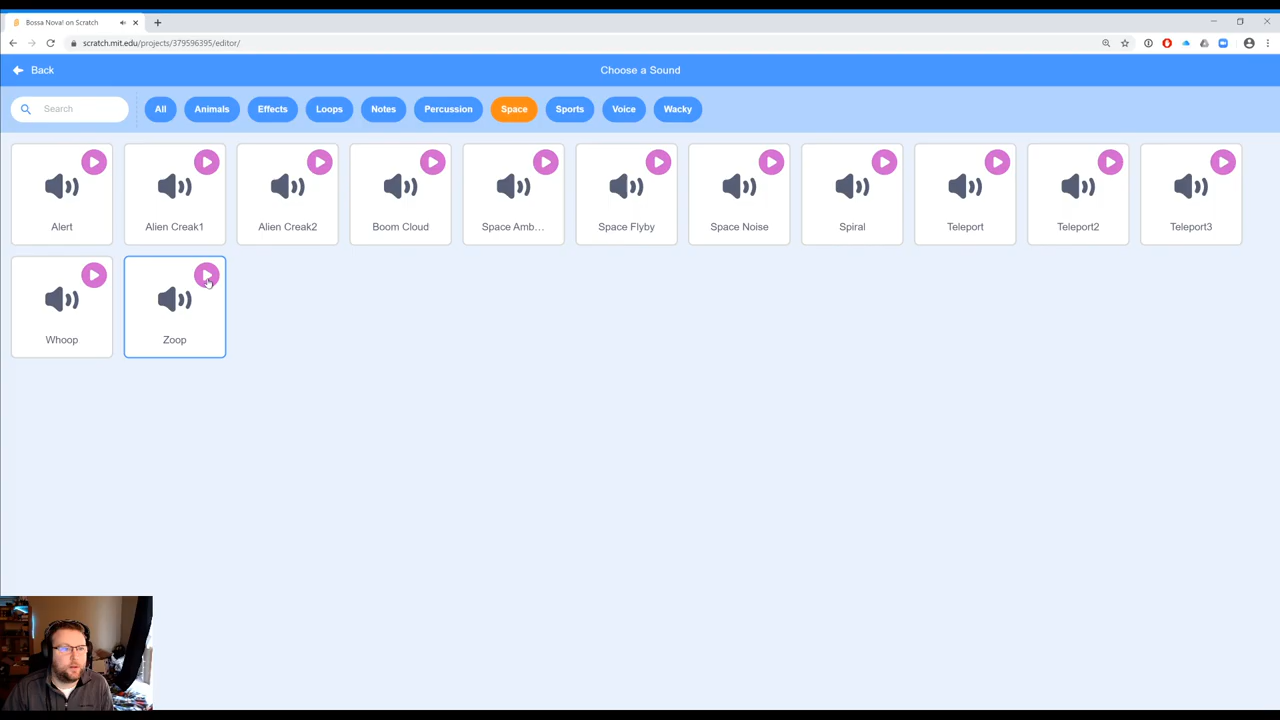 Bossa Nova! on Scratch
scratch.mit.edu/projects/379596395/editor/
Back
Choose a Sound
Search
All
Animals
Effects
Loops
Notes
Percussion
Space
Sports
Voice
Wacky
Alert
Alien Creak1
Alien Creak2
Boom Cloud
Space Amb...
Space Flyby
Space Noise
Spiral
Teleport
Teleport2
Teleport3
Whoop
Zoop